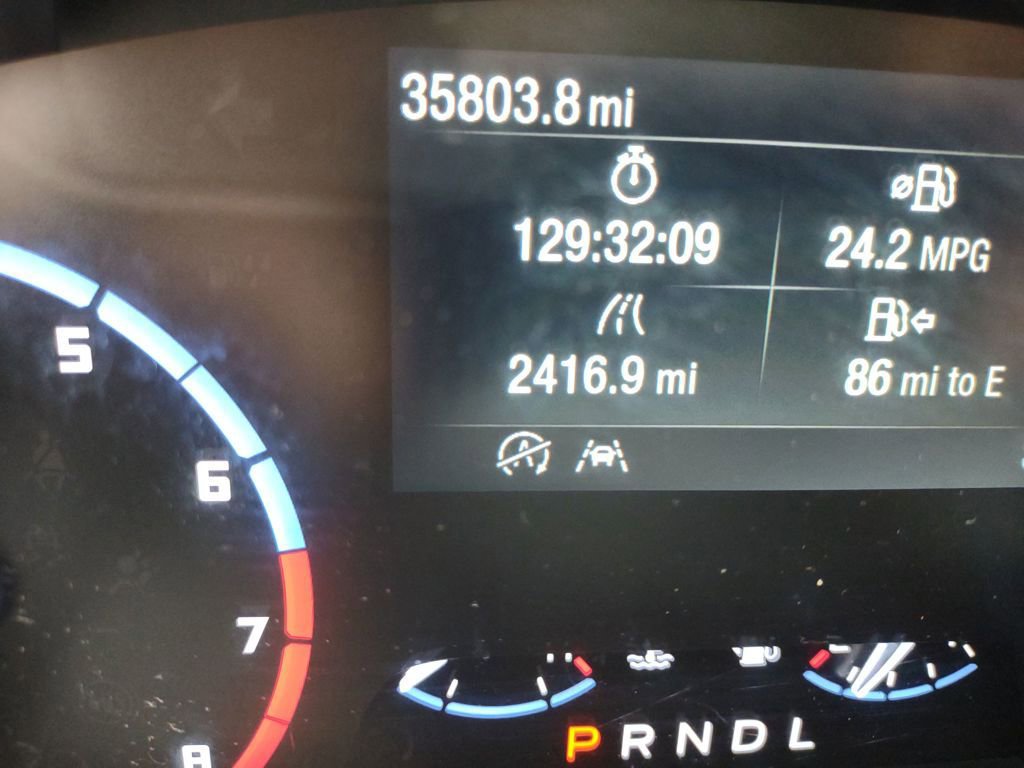 35803.8 mi
129:32:09
24.2 MPG
2416.9 mi
86 mi to E
A
5
6
7
8
P R N D L